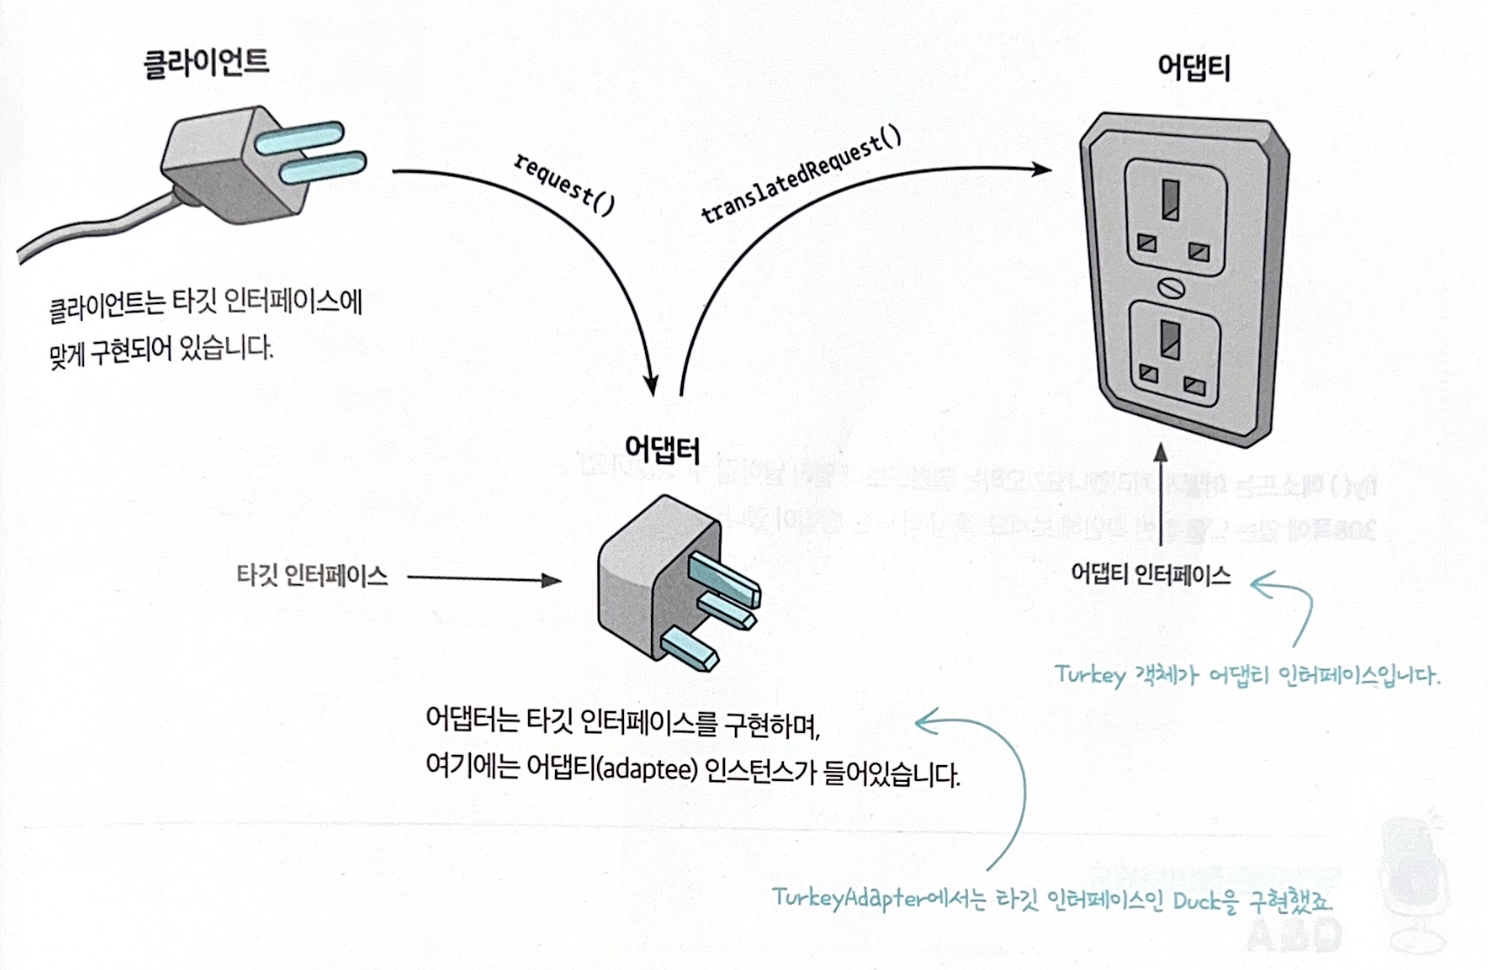 클라이언트
어댑티
request()
translatedRequest()
클라이언트는 타깃 인터페이스에
맞게 구현되어 있습니다.
어댑터
타깃 인터페이스
어댑티 인터페이스
Turkey 객체가 어댑티 인터페이스입니다.
어댑터는 타깃 인터페이스를 구현하며,
여기에는 어댑티(adaptee) 인스턴스가 들어있습니다.
TurkeyAdapter에서는 타깃 인터페이스인 Duck을 구현했죠.
Q&A